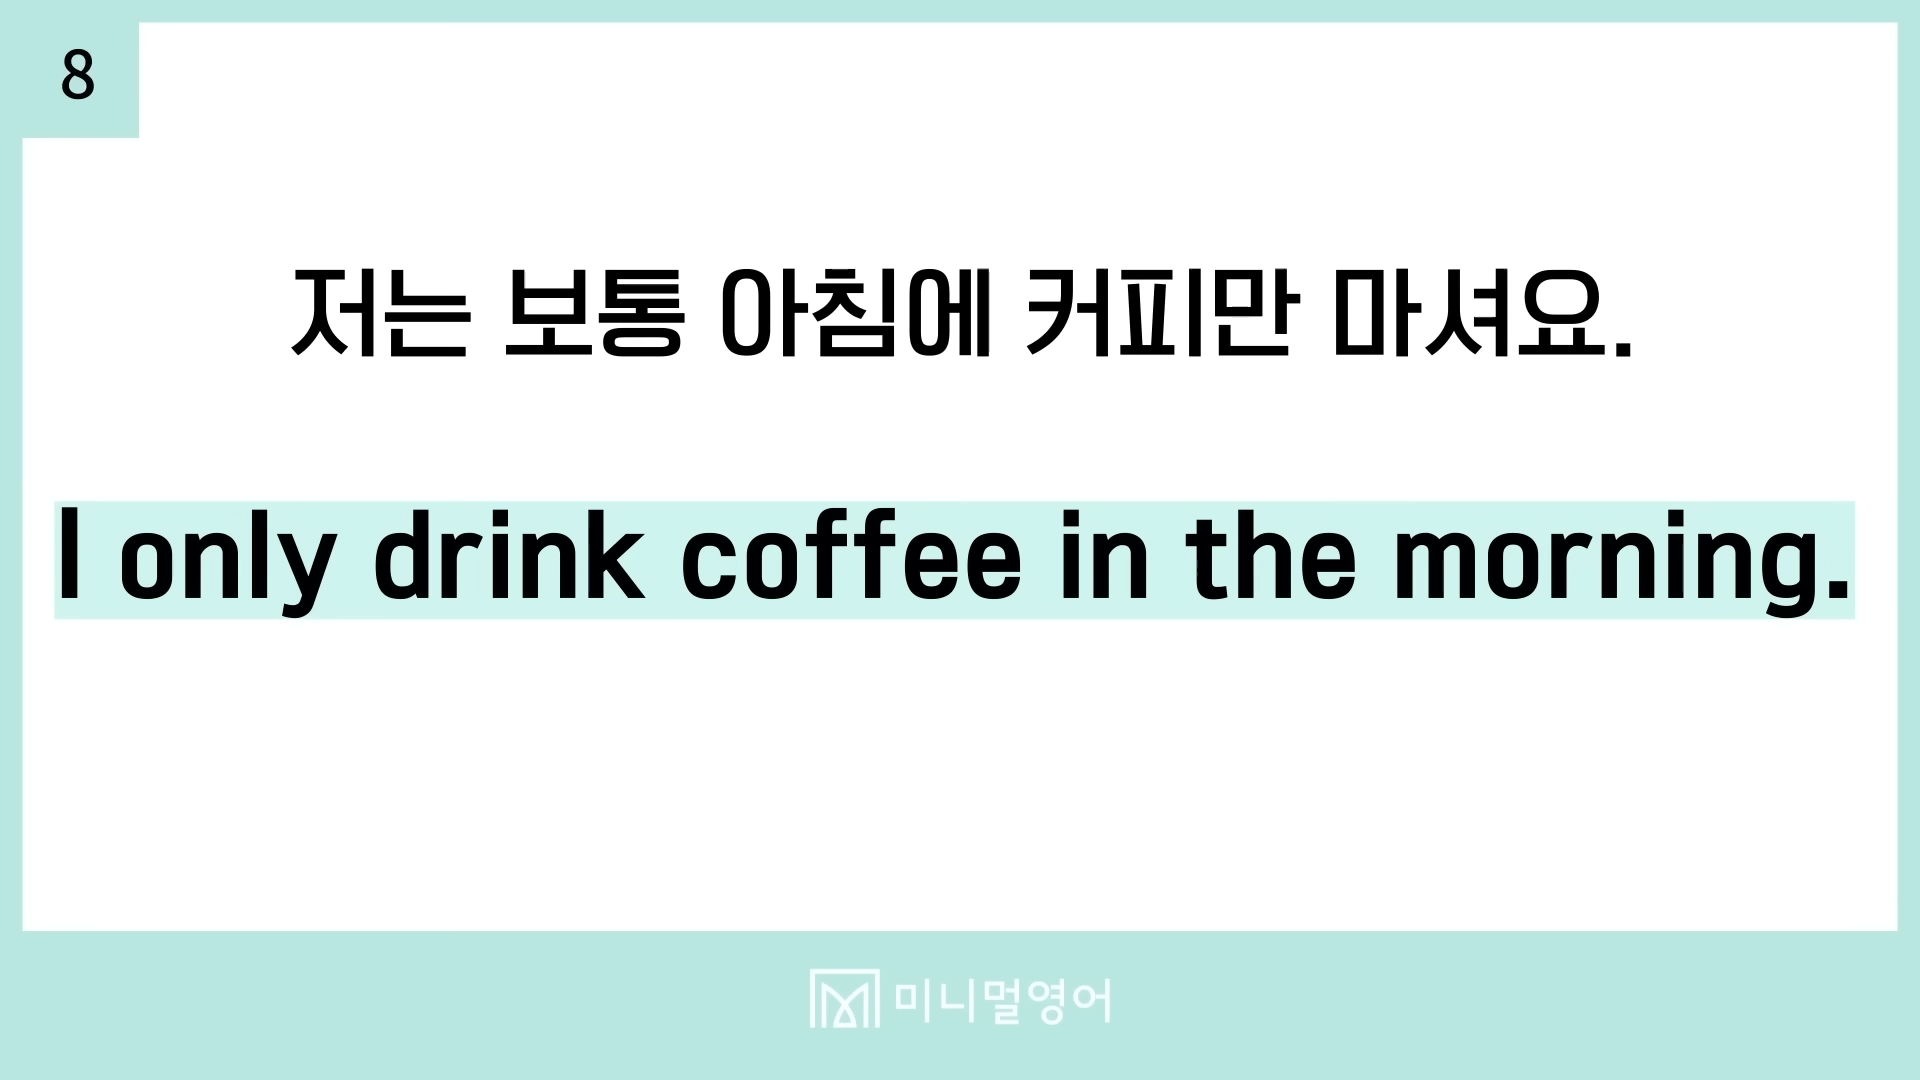 8
저는 보통 아침에 커피만 마셔요.
I only drink coffee in the morning.
미니멀영어